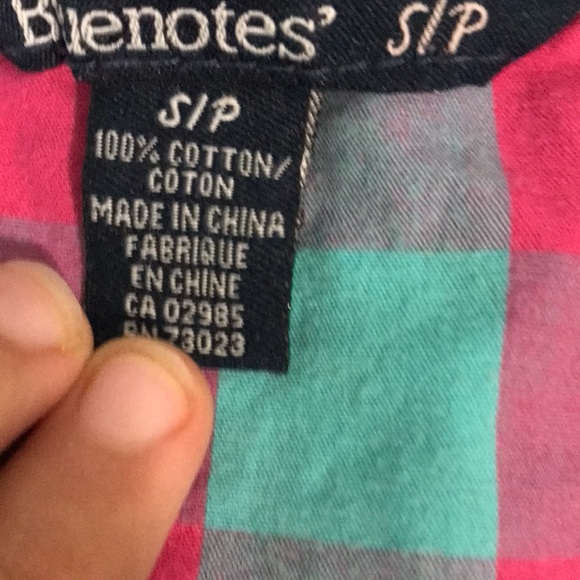 Bluenotes' S/P
S/P
100% COTTON/
COTON
MADE IN CHINA
FABRIQUE
EN CHINE
CA 02985
RN 73023